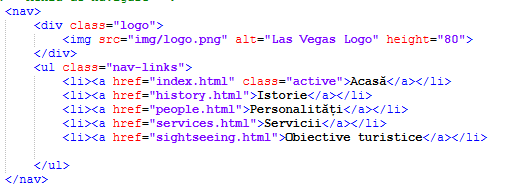 <nav>
<div class="logo">
<img src="img/logo.png" alt="Las Vegas Logo" height="80">
</div>
<ul class="nav-links">
<li><a href="index.html" class="active">Acasă</a></li>
<li><a href="history.html">Istorie</a></li>
<li><a href="people.html">Personalități</a></li>
<li><a href="services.html">Servicii</a></li>
<li><a href="sightseeing.html">Obiective turistice</a></li>
</ul>
</nav>